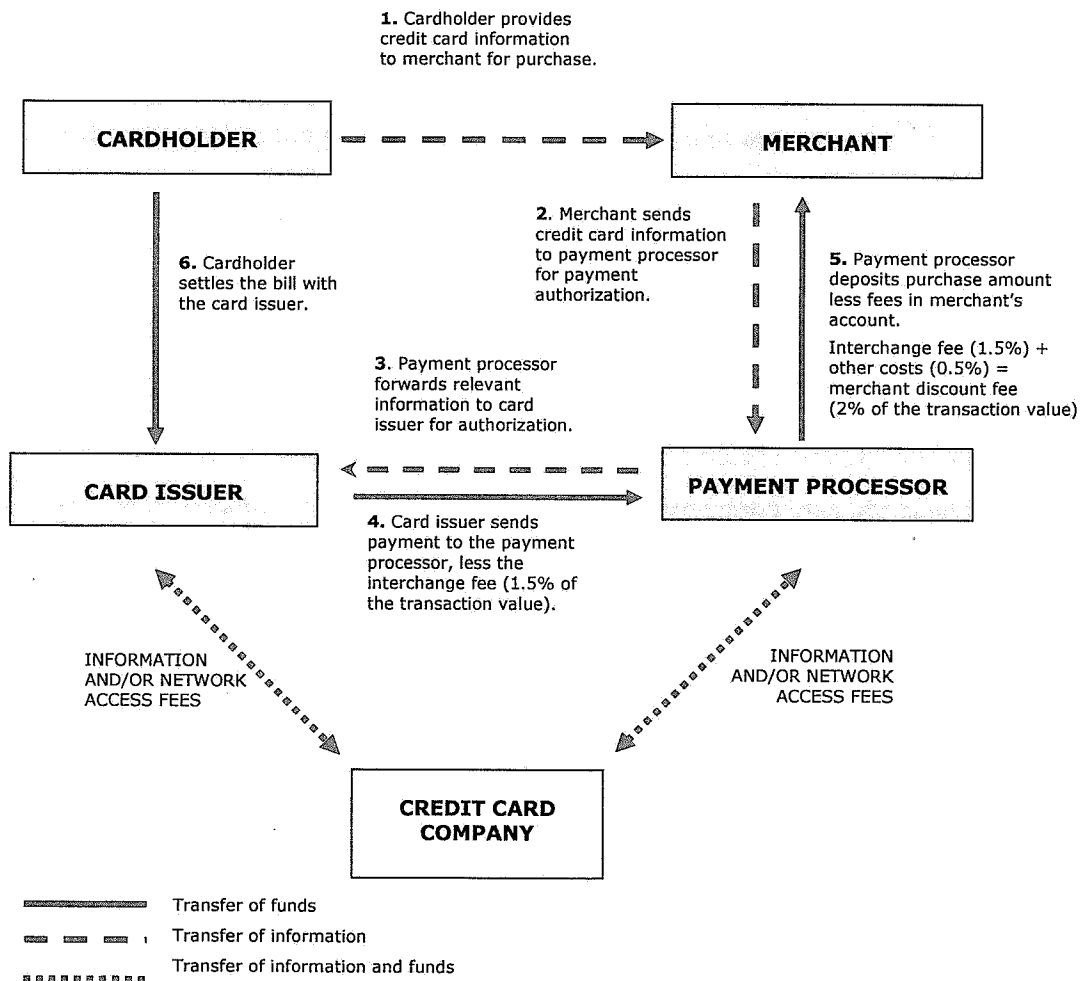 1. Cardholder provides
credit card information
to merchant for purchase.
CARDHOLDER
MERCHANT
2. Merchant sends
credit card information
to payment processor
for payment
authorization.
6. Cardholder
settles the bill with
the card issuer.
5. Payment processor
deposits purchase amount
less fees in merchant's
account.
Interchange fee (1.5%) +
other costs (0.5%) =
merchant discount fee
(2% of the transaction value)
3. Payment processor
forwards relevant
information to card
issuer for authorization.
CARD ISSUER
PAYMENT PROCESSOR
4. Card issuer sends
payment to the payment
processor, less the
interchange fee (1.5% of
the transaction value).
INFORMATION
AND/OR NETWORK
ACCESS FEES
INFORMATION
AND/OR NETWORK
ACCESS FEES
CREDIT CARD
COMPANY
Transfer of funds
Transfer of information
Transfer of information and funds